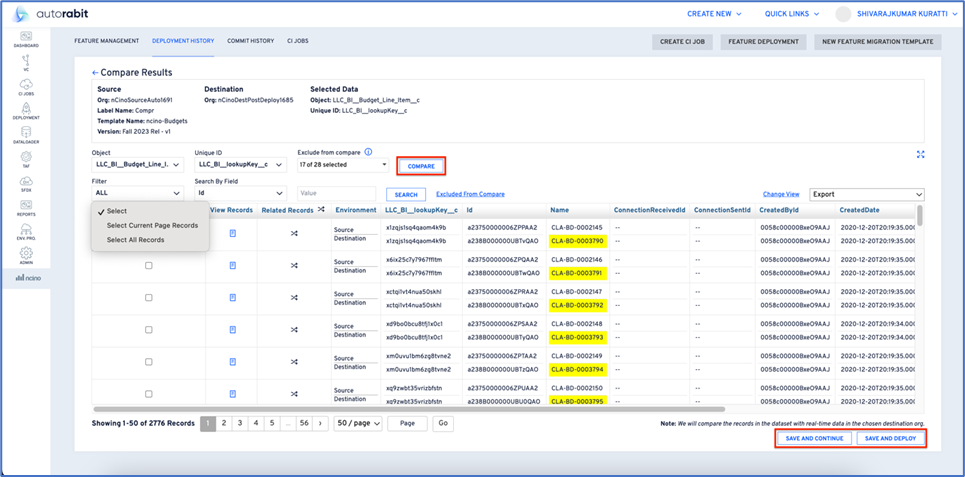 autorabit
CREATE NEW QUICK LINKS SHIVARAJKUMAR KURATTI
DASHBOARD
VC
CI JOBS
DEPLOYMENT
DATALOADER
TAF
SFDX
REPORTS
ENV. PRO.
ADMIN
ncino
FEATURE MANAGEMENT DEPLOYMENT HISTORY COMMIT HISTORY CI JOBS
CREATE CI JOB FEATURE DEPLOYMENT NEW FEATURE MIGRATION TEMPLATE
← Compare Results
Source Destination Selected Data
Org: nCinoSourceAuto1691 Org: nCinoDestPostDeploy1685 Object: LLC_BI__Budget_Line_Item__c
Label Name: Compr Unique ID: LLC_BI__lookupKey__c
Template Name: ncino-Budgets
Version: Fall 2023 Rel - v1
Object Unique ID Exclude from compare
LLC_BI__Budget_Line_I... LLC_BI__lookupKey__c 17 of 28 selected COMPARE
Filter Search By Field
ALL Id Value SEARCH Excluded From Compare Change View Export
✓ Select
Select Current Page Records
Select All Records
View Records Related Records Environment LLC_BI__lookupKey__c Id Name ConnectionReceivedId ConnectionSentId CreatedById CreatedDate
Source x1zqjs1sq4qaom4k9b a23750000006ZPPAA2 CLA-BD-0002145 -- -- 0058c00000BxeO9AAJ 2020-12-20T20:19:35.000
Destination x1zqjs1sq4qaom4k9b a238B0000000UBTvQAO CLA-BD-0003790 -- -- 0058c00000BxeO9AAJ 2020-12-20T20:19:35.000
Source x6ix25c7y7967ff1tm a23750000006ZPQAA2 CLA-BD-0002146 -- -- 0058c00000BxeO9AAJ 2020-12-20T20:19:35.000
Destination x6ix25c7y7967ff1tm a238B0000000UBTwQAO CLA-BD-0003791 -- -- 0058c00000BxeO9AAJ 2020-12-20T20:19:35.000
Source xctqi1vt4nua50skhl a23750000006ZPRAA2 CLA-BD-0002147 -- -- 0058c00000BxeO9AAJ 2020-12-20T20:19:35.000
Destination xctqi1vt4nua50skhl a238B0000000UBTxQAO CLA-BD-0003792 -- -- 0058c00000BxeO9AAJ 2020-12-20T20:19:35.000
Source xd9bo0bcu8tfj1x0c1 a23750000006ZPSAA2 CLA-BD-0002148 -- -- 0058c00000BxeO9AAJ 2020-12-20T20:19:34.000
Destination xd9bo0bcu8tfj1x0c1 a238B0000000UBTyQAO CLA-BD-0003793 -- -- 0058c00000BxeO9AAJ 2020-12-20T20:19:34.000
Source xm0uvu1bm6zg8tvne2 a23750000006ZPTAA2 CLA-BD-0002149 -- -- 0058c00000BxeO9AAJ 2020-12-20T20:19:35.000
Destination xm0uvu1bm6zg8tvne2 a238B0000000UBTzQAO CLA-BD-0003794 -- -- 0058c00000BxeO9AAJ 2020-12-20T20:19:35.000
Source xq9zwbt35vrizbfstn a23750000006ZPUAA2 CLA-BD-0002150 -- -- 0058c00000BxeO9AAJ 2020-12-20T20:19:35.000
Destination xq9zwbt35vrizbfstn a238B0000000UBU0QAO CLA-BD-0003795 -- -- 0058c00000BxeO9AAJ 2020-12-20T20:19:35.000
Showing 1-50 of 2776 Records 1 2 3 4 5 ... 56 › 50 / page Page Go
Note: We will compare the records in the dataset with real-time data in the chosen destination org.
SAVE AND CONTINUE SAVE AND DEPLOY